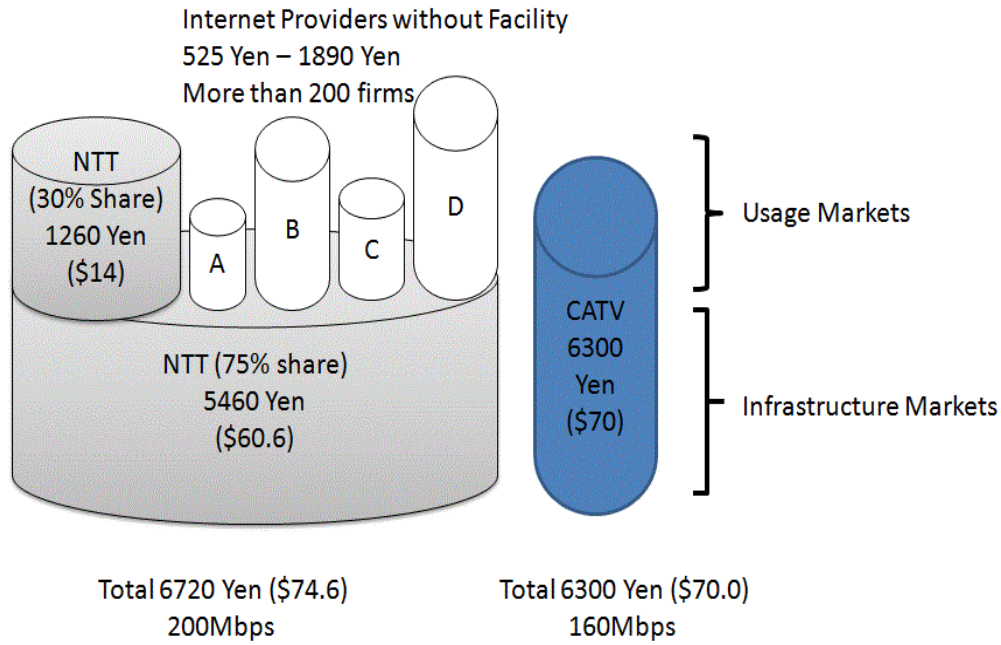 Internet Providers without Facility
525 Yen – 1890 Yen
More than 200 firms
NTT
(30% Share)
1260 Yen
($14)
A
B
C
D
Usage Markets
NTT (75% share)
5460 Yen
($60.6)
CATV
6300
Yen
($70)
Infrastructure Markets
Total 6720 Yen ($74.6)
200Mbps
Total 6300 Yen ($70.0)
160Mbps